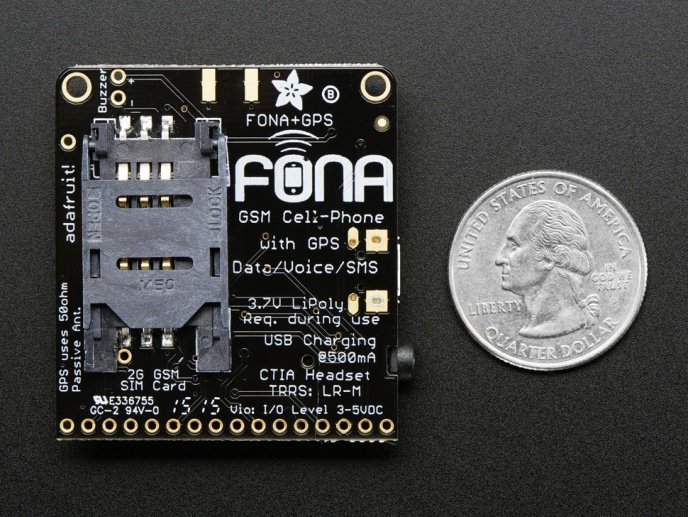 Buzzer
+
-
B
FONA+GPS
FONA
GSM Cell-Phone
with GPS
Data/Voice/SMS
3.7V LiPoly
Req. during use
USB Charging
@500mA
CTIA Headset
TRRS: LR-M
Vio: I/O Level 3-5VDC
adafruit!
OPEN
LOCK
GPS uses 50ohm
Passive Ant.
2G GSM
SIM Card
E336755
GC-2 94V-0
1515
UNITED STATES OF AMERICA
LIBERTY
IN
GOD WE
TRUST
QUARTER DOLLAR